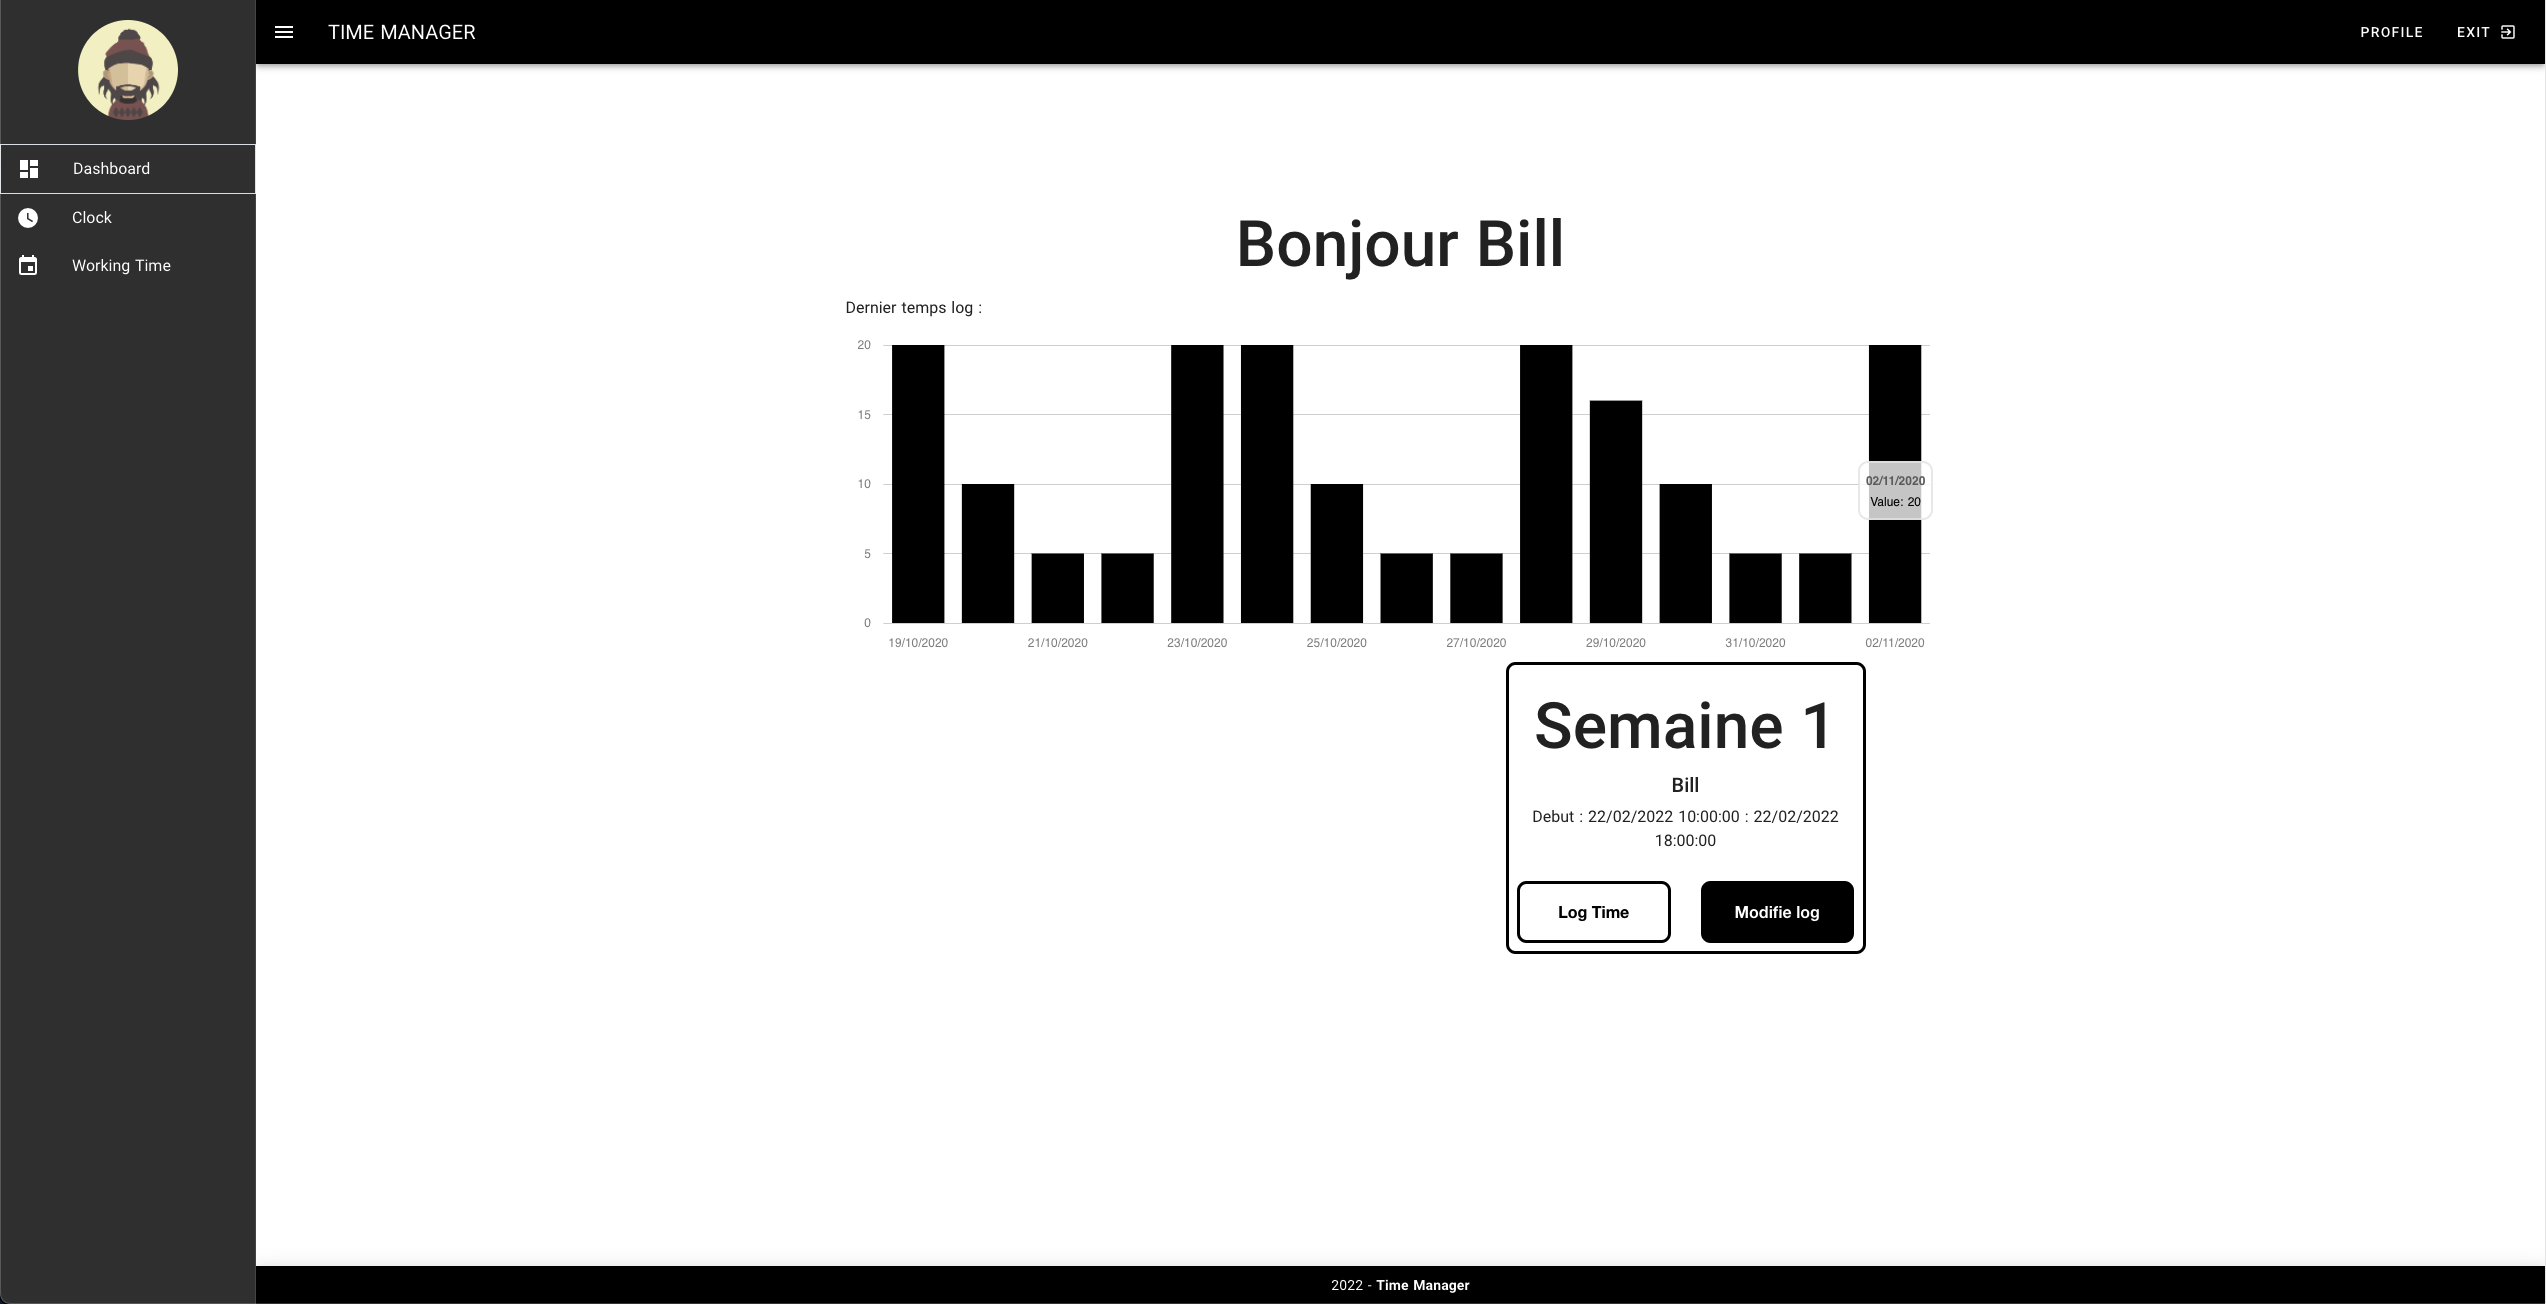 TIME MANAGER
PROFILE
EXIT
Dashboard
Clock
Working Time
Bonjour Bill
Dernier temps log :
20
15
10
5
0
02/11/2020
Value: 20
19/10/2020 21/10/2020 23/10/2020 25/10/2020 27/10/2020 29/10/2020 31/10/2020 02/11/2020
Semaine 1
Bill
Debut : 22/02/2022 10:00:00 : 22/02/2022
18:00:00
Log Time
Modifie log
2022 - Time Manager